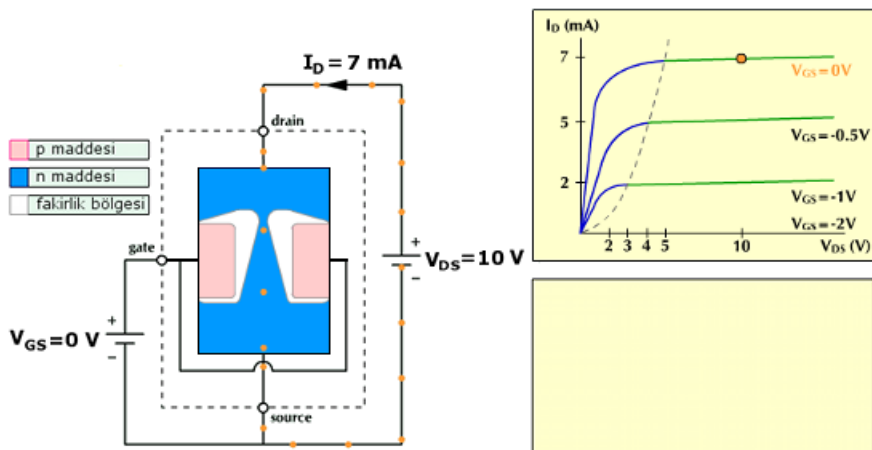 I_D = 7 mA
drain
p maddesi
n maddesi
fakirlik bölgesi
gate
+
V_DS=10 V
−
+
V_GS=0 V
−
source
I_D (mA)
7
V_GS=0V
5
V_GS=-0.5V
2
V_GS=-1V
V_GS=-2V
2 3 4 5 10 V_DS (V)